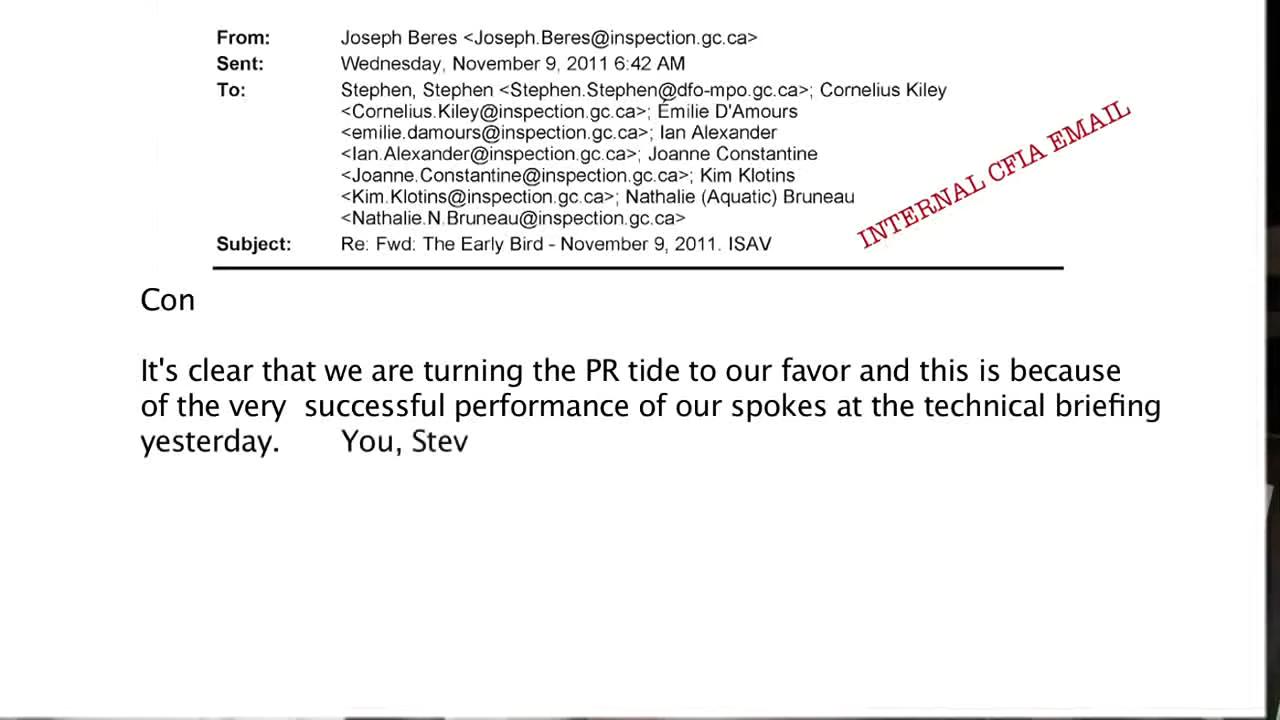 From: Joseph Beres <Joseph.Beres@inspection.gc.ca>
Sent: Wednesday, November 9, 2011 6:42 AM
To: Stephen, Stephen <Stephen.Stephen@dfo-mpo.gc.ca>; Cornelius Kiley
<Cornelius.Kiley@inspection.gc.ca>; Émilie D'Amours
<emilie.damours@inspection.gc.ca>; Ian Alexander
<Ian.Alexander@inspection.gc.ca>; Joanne Constantine
<Joanne.Constantine@inspection.gc.ca>; Kim Klotins
<Kim.Klotins@inspection.gc.ca>; Nathalie (Aquatic) Bruneau
<Nathalie.N.Bruneau@inspection.gc.ca>
Subject: Re: Fwd: The Early Bird - November 9, 2011. ISAV
INTERNAL CFIA EMAIL
Con
It's clear that we are turning the PR tide to our favor and this is because
of the very successful performance of our spokes at the technical briefing
yesterday. You, Stev